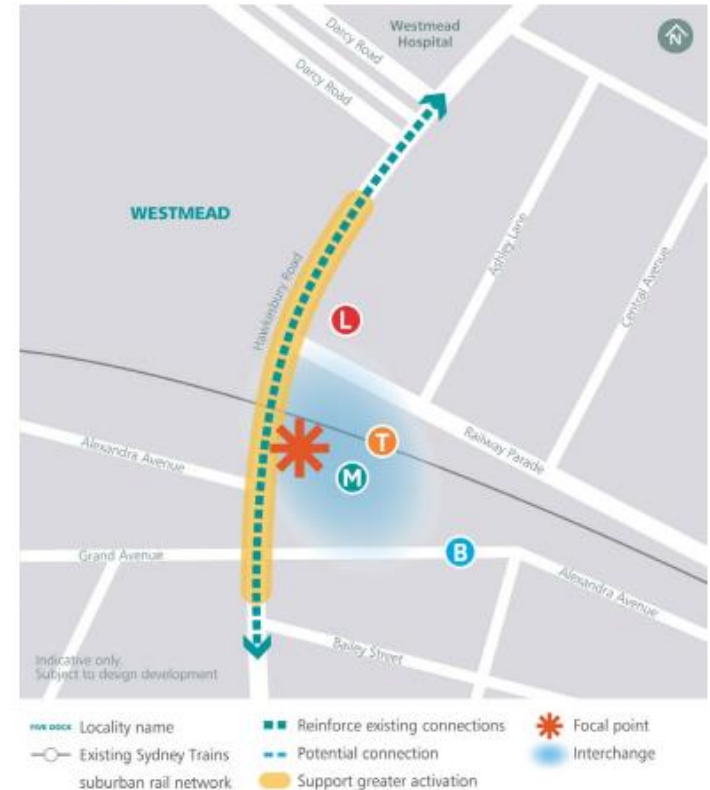 Darcy Road
Westmead
Hospital
N
Darcy Road
WESTMEAD
Hawkesbury Road
Ashley Lane
Central Avenue
L
Railway Parade
T
Alexandra Avenue
M
Grand Avenue
B
Alexandra Avenue
Bailey Street
Indicative only.
Subject to design development
FIVE DOCK Locality name
Existing Sydney Trains
suburban rail network
Reinforce existing connections
Potential connection
Support greater activation
Focal point
Interchange